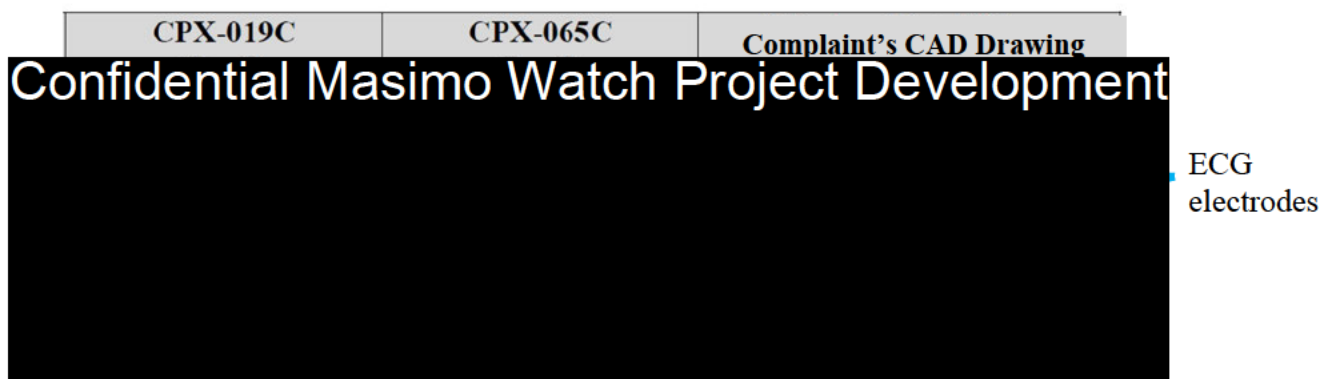 CPX-019C CPX-065C Complaint's CAD Drawing
Confidential Masimo Watch Project Development
ECG
electrodes